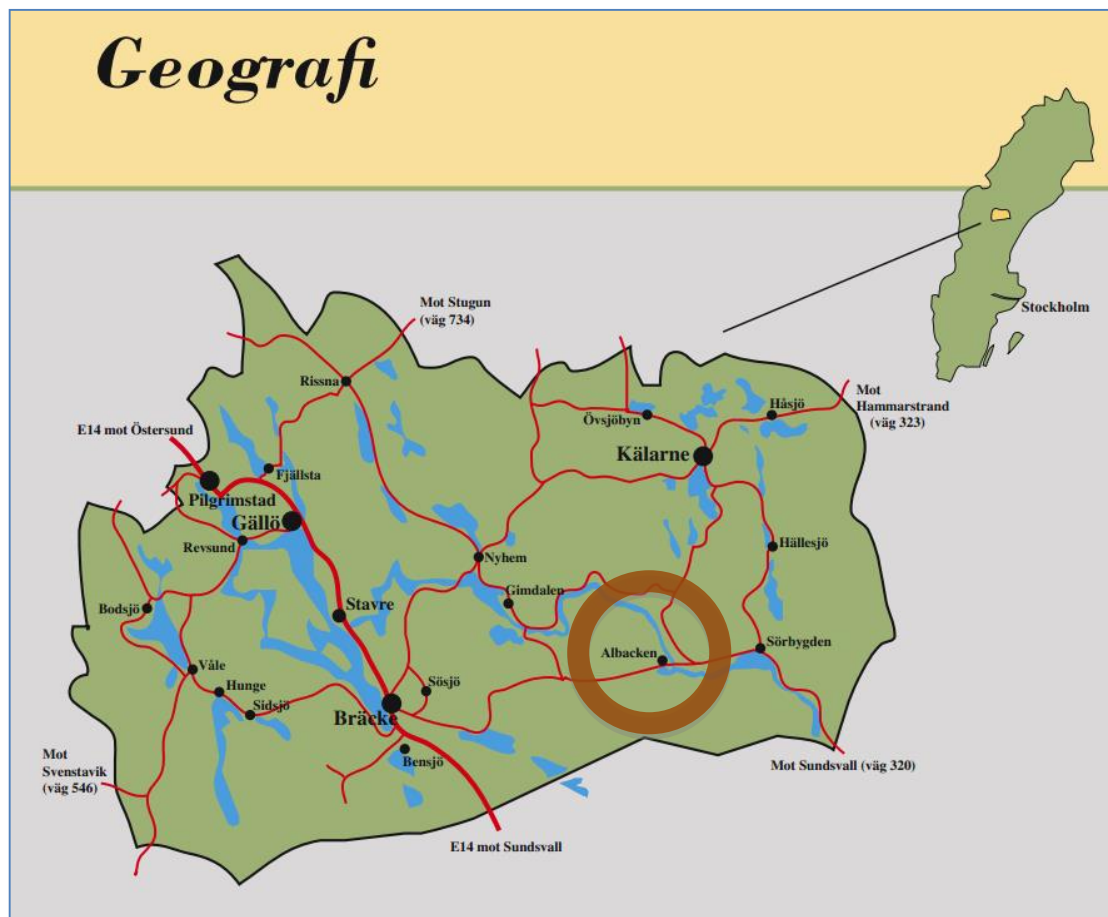 Geografi
Stockholm
Mot Stugun
(väg 734)
Rissna
Mot
Hammarstrand
(väg 323)
Håsjö
Övsjöbyn
E14 mot Östersund
Kälarne
Fjällsta
Pilgrimstad
Gällö
Revsund
Nyhem
Hällesjö
Gimdalen
Bodsjö
Stavre
Sörbygden
Albacken
Våle
Hunge
Sösjö
Sidsjö
Bräcke
Bensjö
Mot
Svenstavik
(väg 546)
Mot Sundsvall (väg 320)
E14 mot Sundsvall